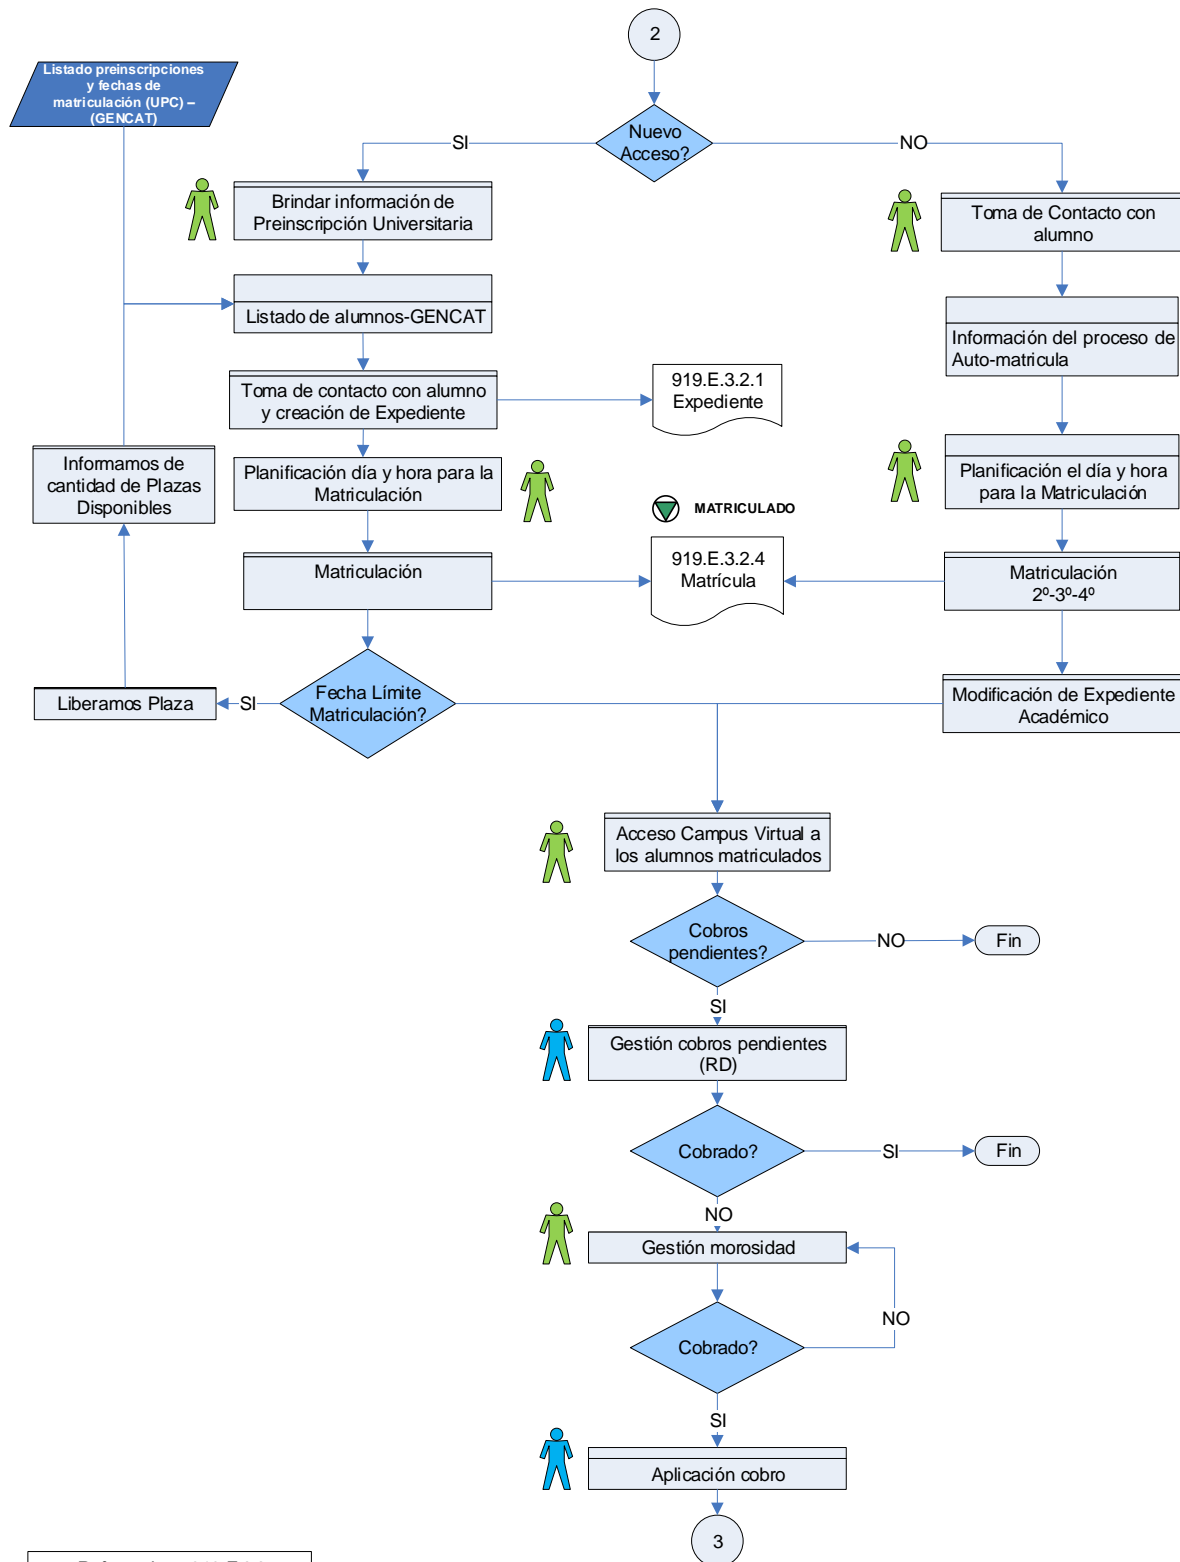 2
Listado preinscripciones
y fechas de
matriculación (UPC) –
(GENCAT)
Nuevo
Acceso?
SI
NO
Brindar información de
Preinscripción Universitaria
Toma de Contacto con
alumno
Listado de alumnos-GENCAT
Información del proceso de
Auto-matricula
Toma de contacto con alumno
y creación de Expediente
919.E.3.2.1
Expediente
Informamos de
cantidad de Plazas
Disponibles
Planificación día y hora para la
Matriculación
Planificación el día y hora
para la Matriculación
MATRICULADO
Matriculación
919.E.3.2.4
Matrícula
Matriculación
2º-3º-4º
Liberamos Plaza
SI
Fecha Límite
Matriculación?
Modificación de Expediente
Académico
Acceso Campus Virtual a
los alumnos matriculados
Cobros
pendientes?
NO
Fin
SI
Gestión cobros pendientes
(RD)
Cobrado?
SI
Fin
NO
Gestión morosidad
NO
Cobrado?
SI
Aplicación cobro
3